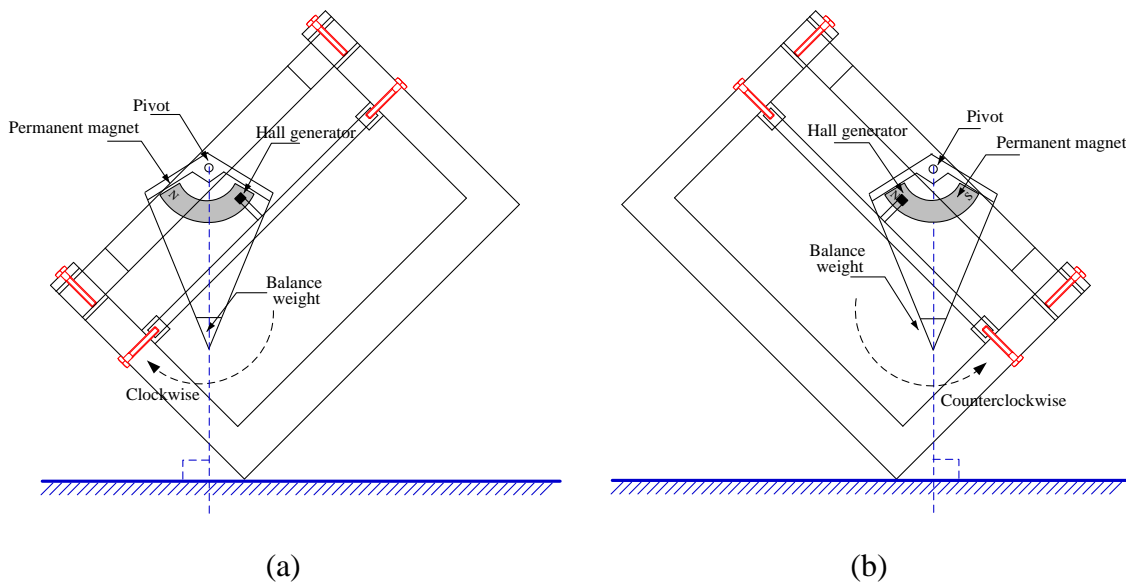 Pivot
Permanent magnet
Hall generator
N
Balance
weight
Clockwise
(a)
Hall generator
Pivot
Permanent magnet
N
S
Balance
weight
Counterclockwise
(b)